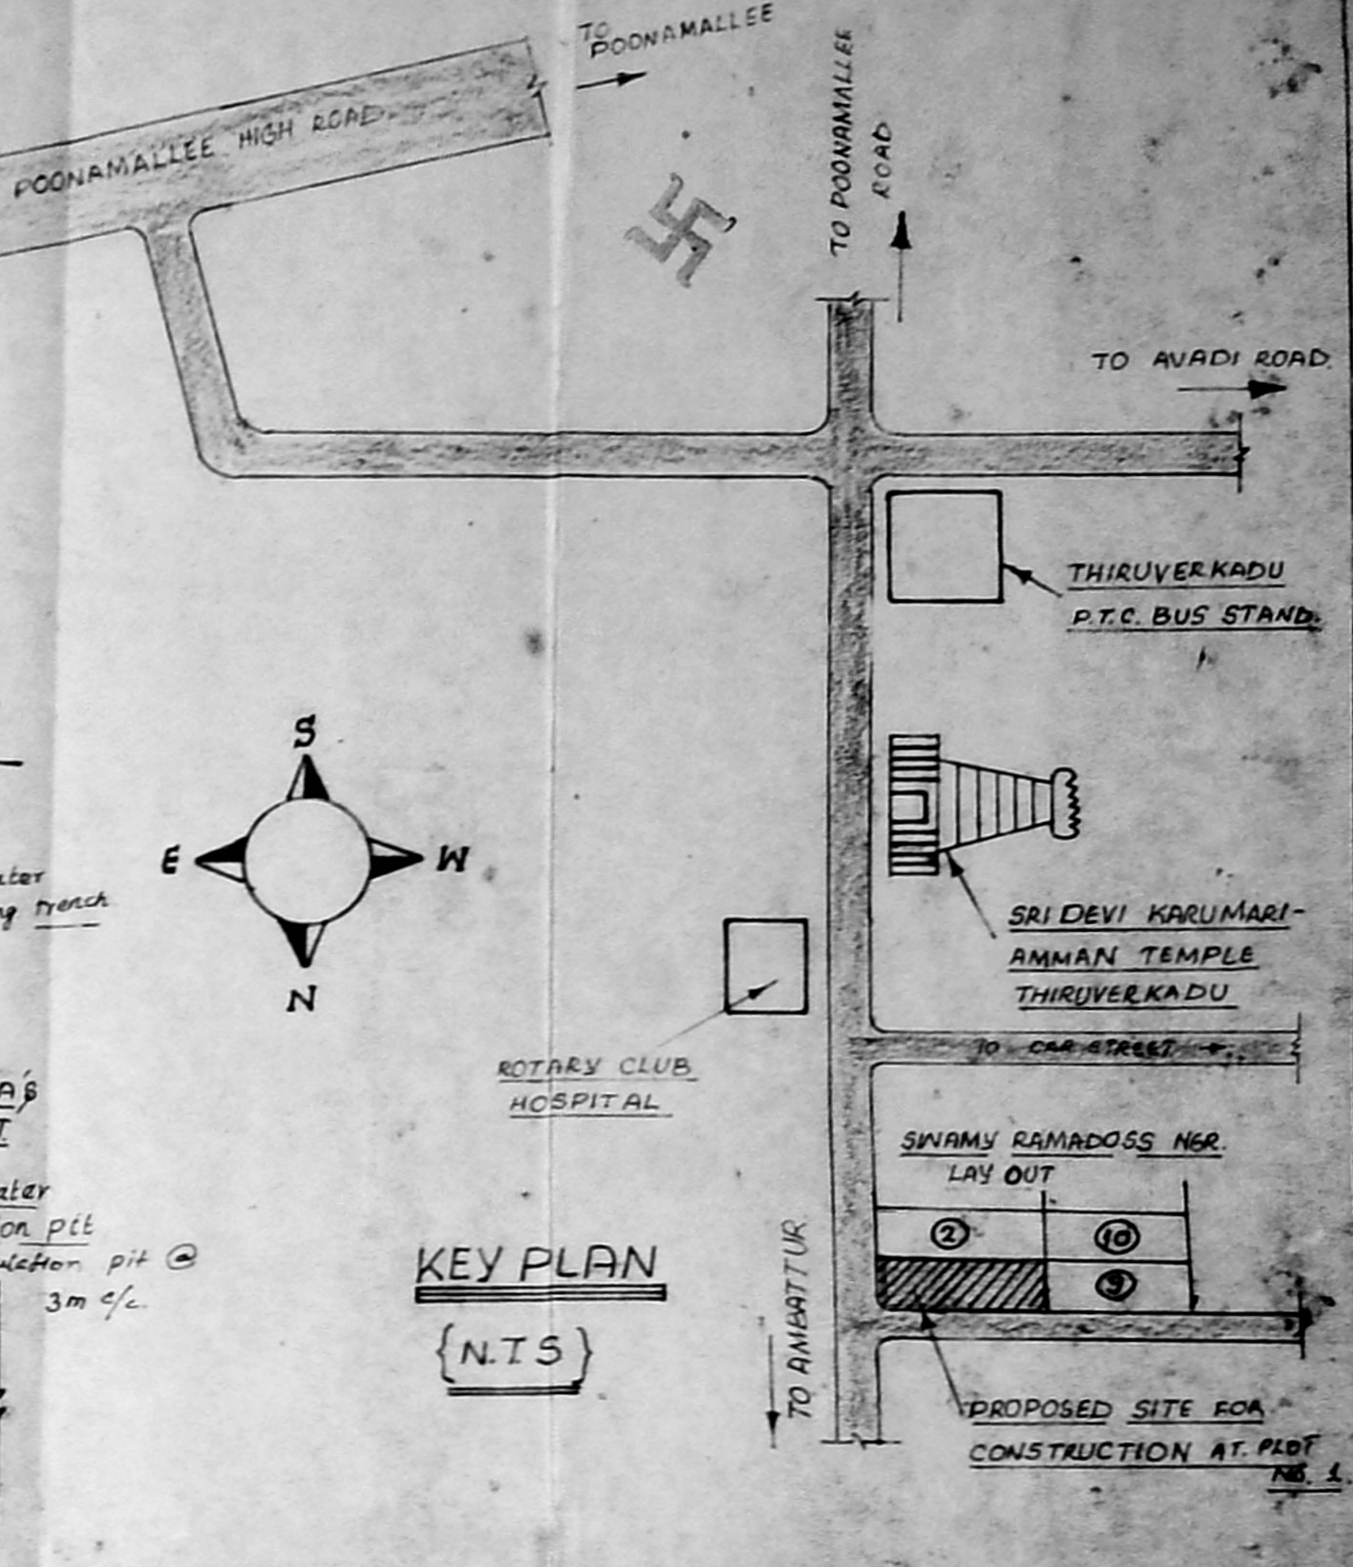 TO
POONAMALLEE
POONAMALLEE HIGH ROAD
TO POONAMALLEE
ROAD
TO AVADI ROAD.
THIRUVERKADU
P.T.C. BUS STAND.
S
E
W
N
trench
SRI DEVI KARUMARI-
AMMAN TEMPLE
THIRUVERKADU
TO CAR STREET
ROTARY CLUB
HOSPITAL
SWAMY RAMADOSS NGR.
LAY OUT
2
10
9
pit
pit @
3m c/c.
KEY PLAN
{N.T.S}
TO AMBATTUR.
PROPOSED SITE FOR
CONSTRUCTION AT. PLOT
NO. 1.